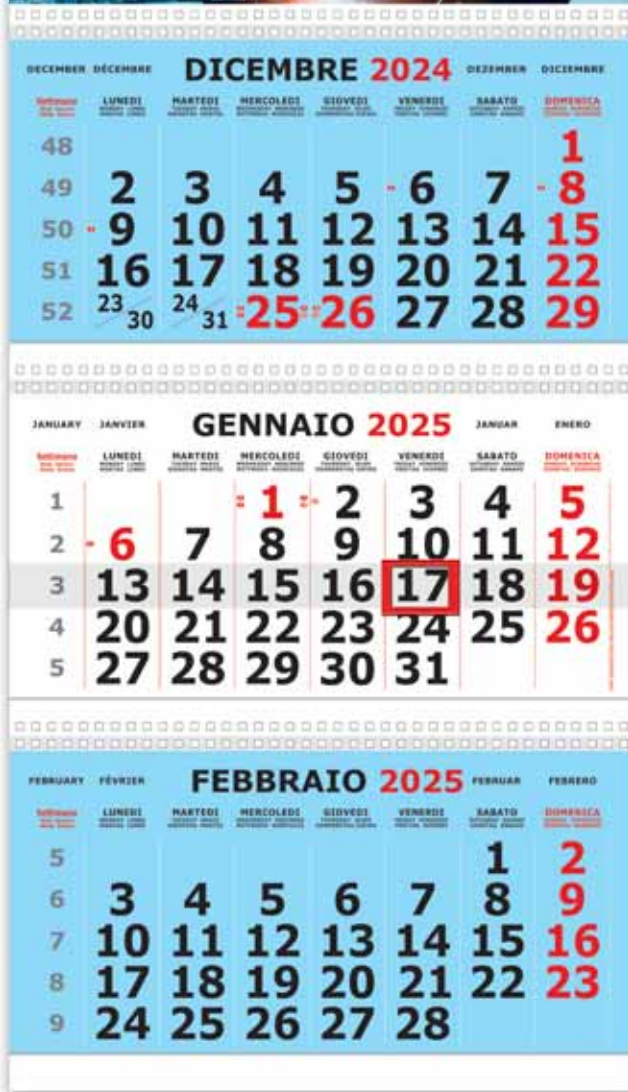 DECEMBER DÉCEMBRE DICEMBRE 2024 DEZEMBER DICIEMBRE
Settimana LUNEDI MARTEDI MERCOLEDI GIOVEDI VENERDI SABATO DOMENICA
48 1
49 2 3 4 5 6 7 8
50 9 10 11 12 13 14 15
51 16 17 18 19 20 21 22
52 23/30 24/31 25 26 27 28 29
JANUARY JANVIER GENNAIO 2025 JANUAR ENERO
Settimana LUNEDI MARTEDI MERCOLEDI GIOVEDI VENERDI SABATO DOMENICA
1 1 2 3 4 5
2 6 7 8 9 10 11 12
3 13 14 15 16 17 18 19
4 20 21 22 23 24 25 26
5 27 28 29 30 31
FEBRUARY FÉVRIER FEBBRAIO 2025 FEBRUAR FEBRERO
Settimana LUNEDI MARTEDI MERCOLEDI GIOVEDI VENERDI SABATO DOMENICA
5 1 2
6 3 4 5 6 7 8 9
7 10 11 12 13 14 15 16
8 17 18 19 20 21 22 23
9 24 25 26 27 28